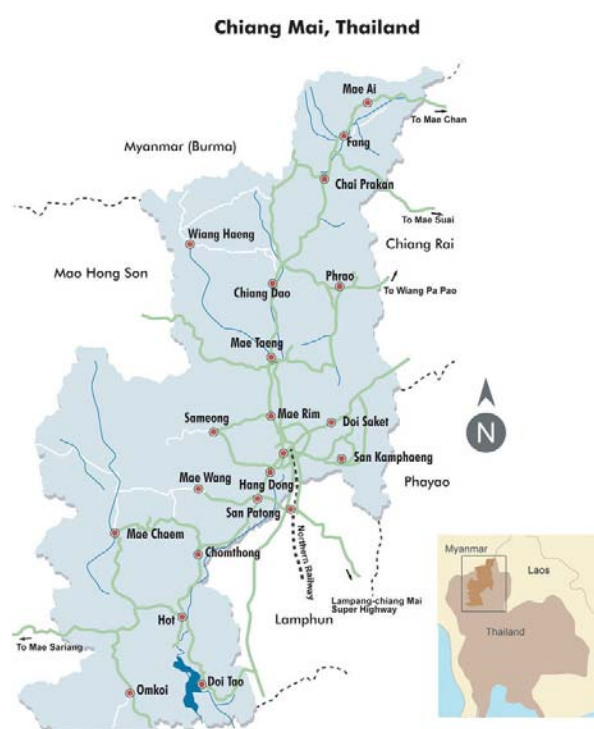 Chiang Mai, Thailand
Mae Ai
To Mae Chan
Fang
Myanmar (Burma)
Chai Prakan
To Mae Suai
Wiang Haeng
Chiang Rai
Mao Hong Son
Phrao
To Wiang Pa Pao
Chiang Dao
Mae Taeng
Mae Rim
Doi Saket
Sameong
N
San Kamphaeng
Hang Dong
Mae Wang
Phayao
San Patong
Mae Chaem
Northern Railway
Chomthong
Myanmar
Laos
Lampang-chiang Mai
Super Highway
Lamphun
Hot
Thailand
To Mae Sariang
Doi Tao
Omkoi